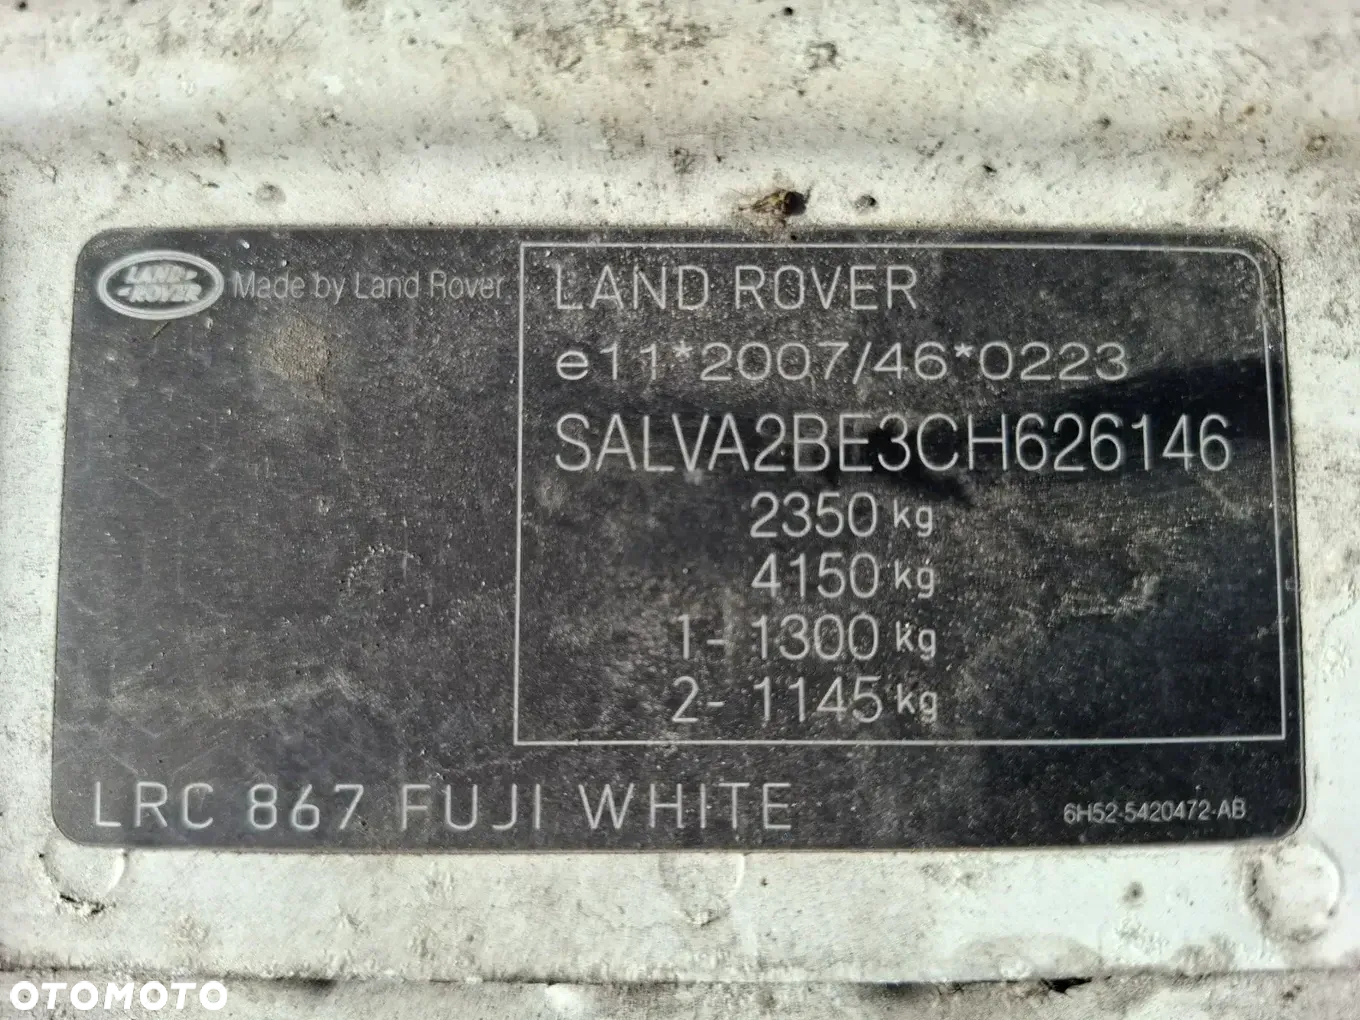 LAND ROVER
Made by Land Rover
LAND ROVER
e11*2007/46*0223
SALVA2BE3CH626146
2350 kg
4150 kg
1- 1300 kg
2- 1145 kg
LRC 867 FUJI WHITE
6H52-5420472-AB
OTOMOTO